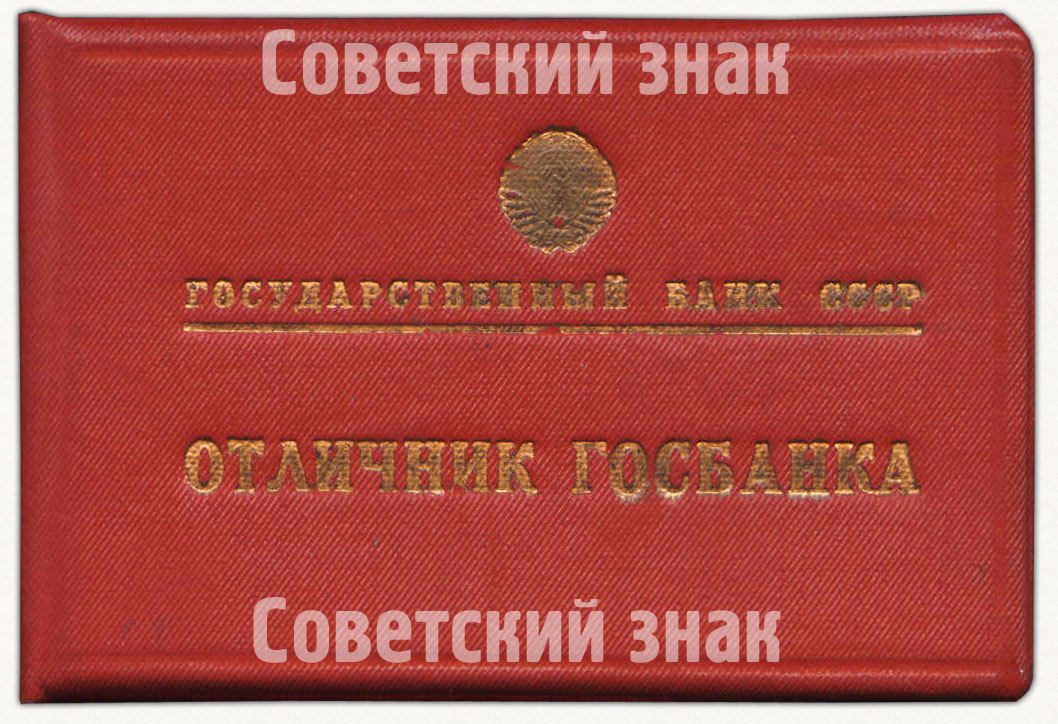 Советский знак
ГОСУДАРСТВЕННЫЙ БАНК СССР
ОТЛИЧНИК ГОСБАНКА
Советский знак